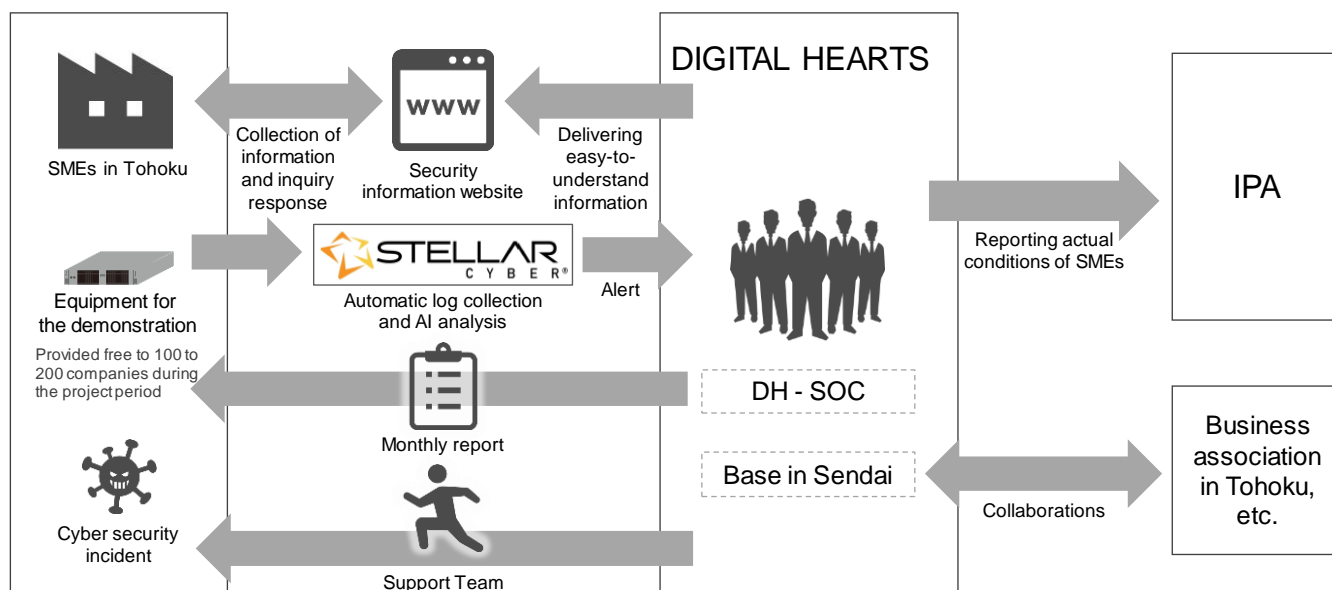 DIGITAL HEARTS
www
SMEs in Tohoku
Collection of
information
and inquiry
response
Security
information website
Delivering
easy-to-
understand
information
IPA
Reporting actual
conditions of SMEs
STELLAR
CYBER®
Automatic log collection
and AI analysis
Alert
Equipment for
the demonstration
Provided free to 100 to
200 companies during
the project period
DH - SOC
Monthly report
Base in Sendai
Business
association
in Tohoku,
etc.
Collaborations
Cyber security
incident
Support Team